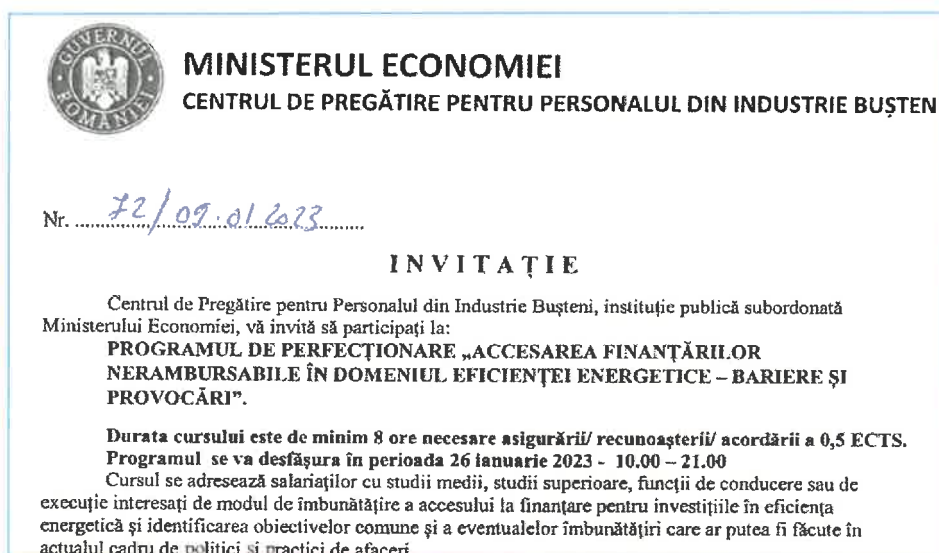 GUVERNUL ROMÂNIEI
MINISTERUL ECONOMIEI
CENTRUL DE PREGĂTIRE PENTRU PERSONALUL DIN INDUSTRIE BUȘTEN
Nr. 72/09.01.2023
INVITAȚIE
Centrul de Pregătire pentru Personalul din Industrie Bușteni, instituție publică subordonată
Ministerului Economiei, vă invită să participați la:
PROGRAMUL DE PERFECȚIONARE „ACCESAREA FINANȚĂRILOR
NERAMBURSABILE ÎN DOMENIUL EFICIENȚEI ENERGETICE – BARIERE ȘI
PROVOCĂRI”.
Durata cursului este de minim 8 ore necesare asigurării/ recunoașterii/ acordării a 0,5 ECTS.
Programul se va desfășura în perioada 26 ianuarie 2023 - 10.00 – 21.00
Cursul se adresează salariaților cu studii medii, studii superioare, funcții de conducere sau de
execuție interesați de modul de îmbunătățire a accesului la finanțare pentru investițiile în eficiența
energetică și identificarea obiectivelor comune și a eventualelor îmbunătățiri care ar putea fi făcute în
actualul cadru de politici și practici de afaceri